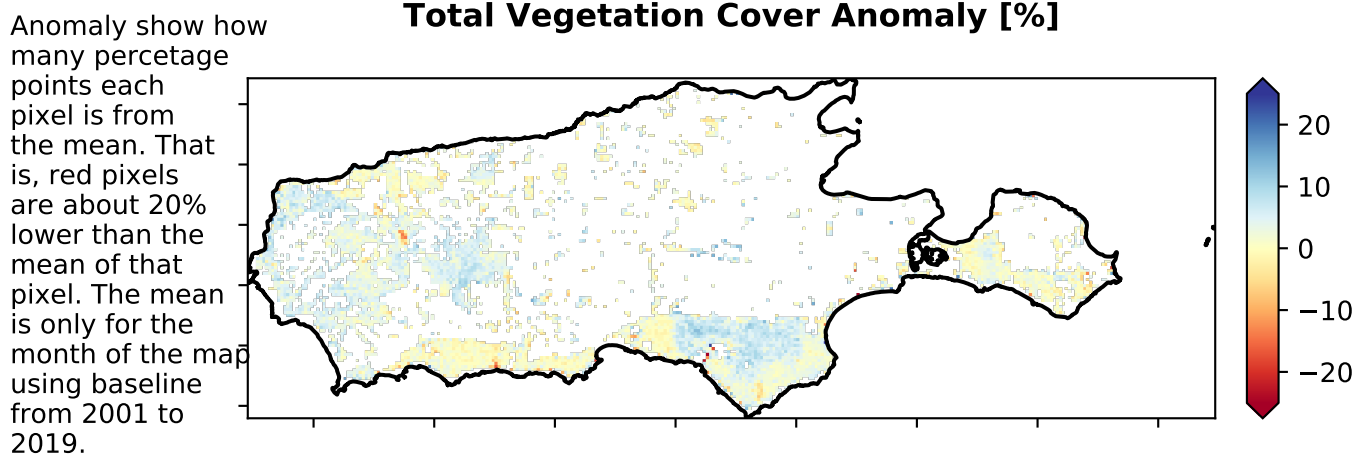 Total Vegetation Cover Anomaly [%]
Anomaly show how
many percetage
points each
pixel is from
the mean. That
is, red pixels
are about 20%
lower than the
mean of that
pixel. The mean
is only for the
month of the map
using baseline
from 2001 to
2019.
20
10
0
−10
−20